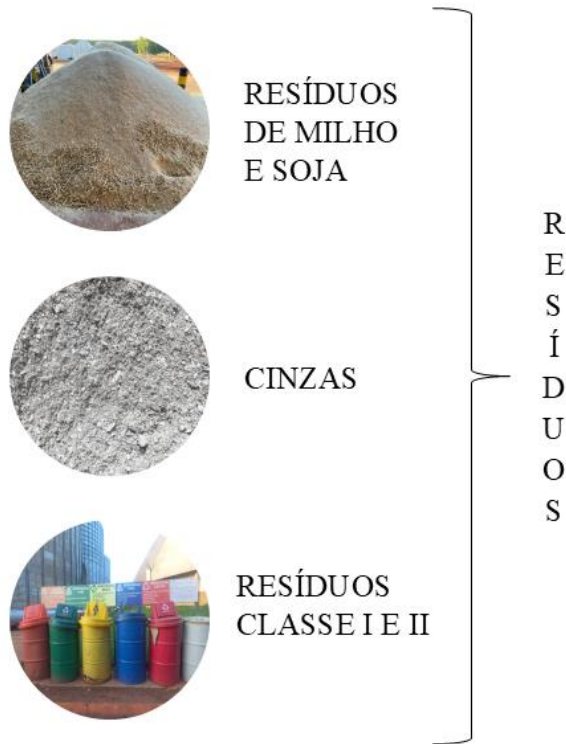 RESÍDUOS
DE MILHO
E SOJA
CINZAS
RESÍDUOS
CLASSE I E II
R
E
S
Í
D
U
O
S